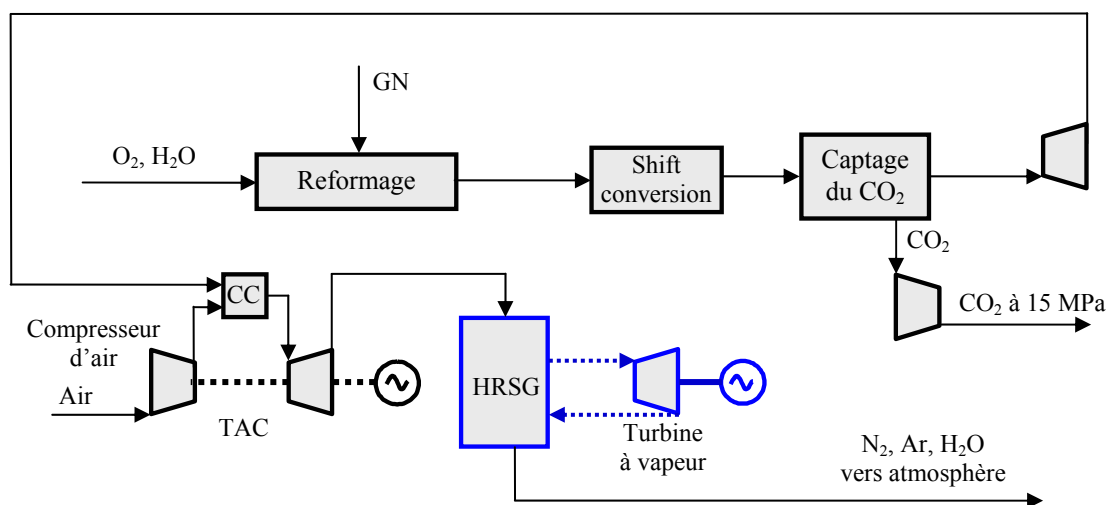 GN
O₂, H₂O
Reformage
Shift
conversion
Captage
du CO₂
CO₂
CO₂ à 15 MPa
CC
Compresseur
d'air
Air
TAC
HRSG
Turbine
à vapeur
N₂, Ar, H₂O
vers atmosphère